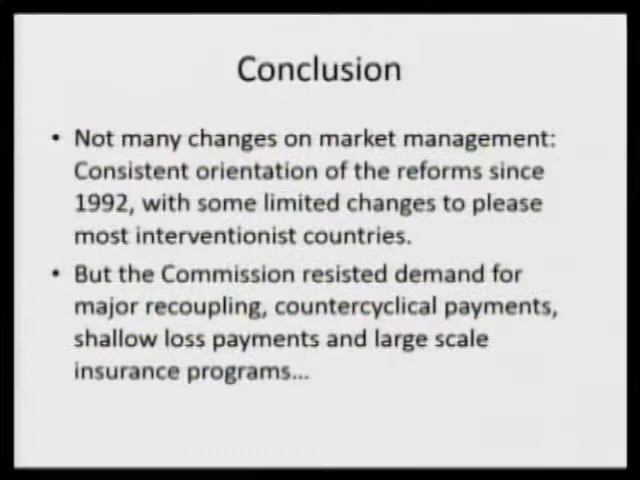 Conclusion
• Not many changes on market management:
Consistent orientation of the reforms since
1992, with some limited changes to please
most interventionist countries.
• But the Commission resisted demand for
major recoupling, countercyclical payments,
shallow loss payments and large scale
insurance programs…